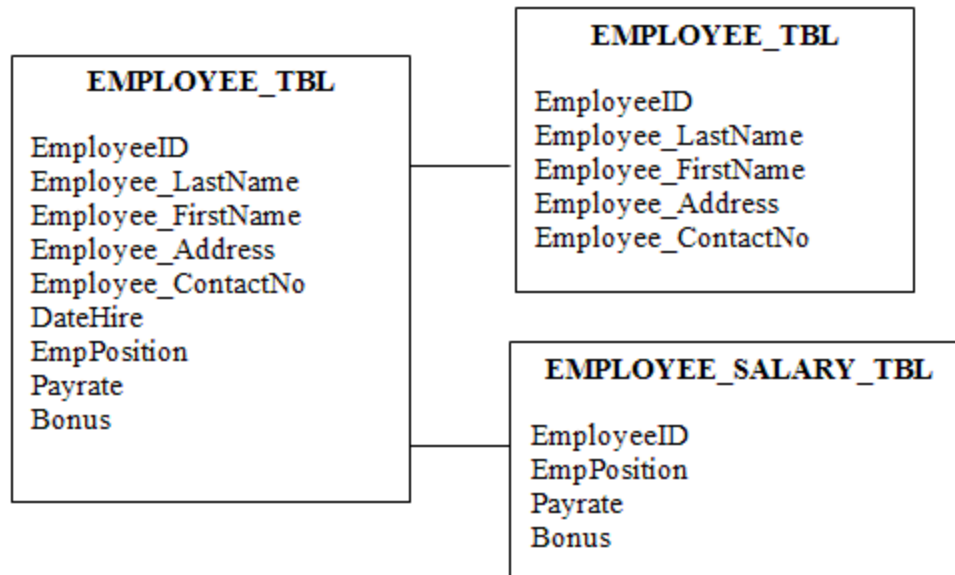 EMPLOYEE_TBL
EmployeeID
Employee_LastName
Employee_FirstName
Employee_Address
Employee_ContactNo
DateHire
EmpPosition
Payrate
Bonus
EMPLOYEE_TBL
EmployeeID
Employee_LastName
Employee_FirstName
Employee_Address
Employee_ContactNo
EMPLOYEE_SALARY_TBL
EmployeeID
EmpPosition
Payrate
Bonus